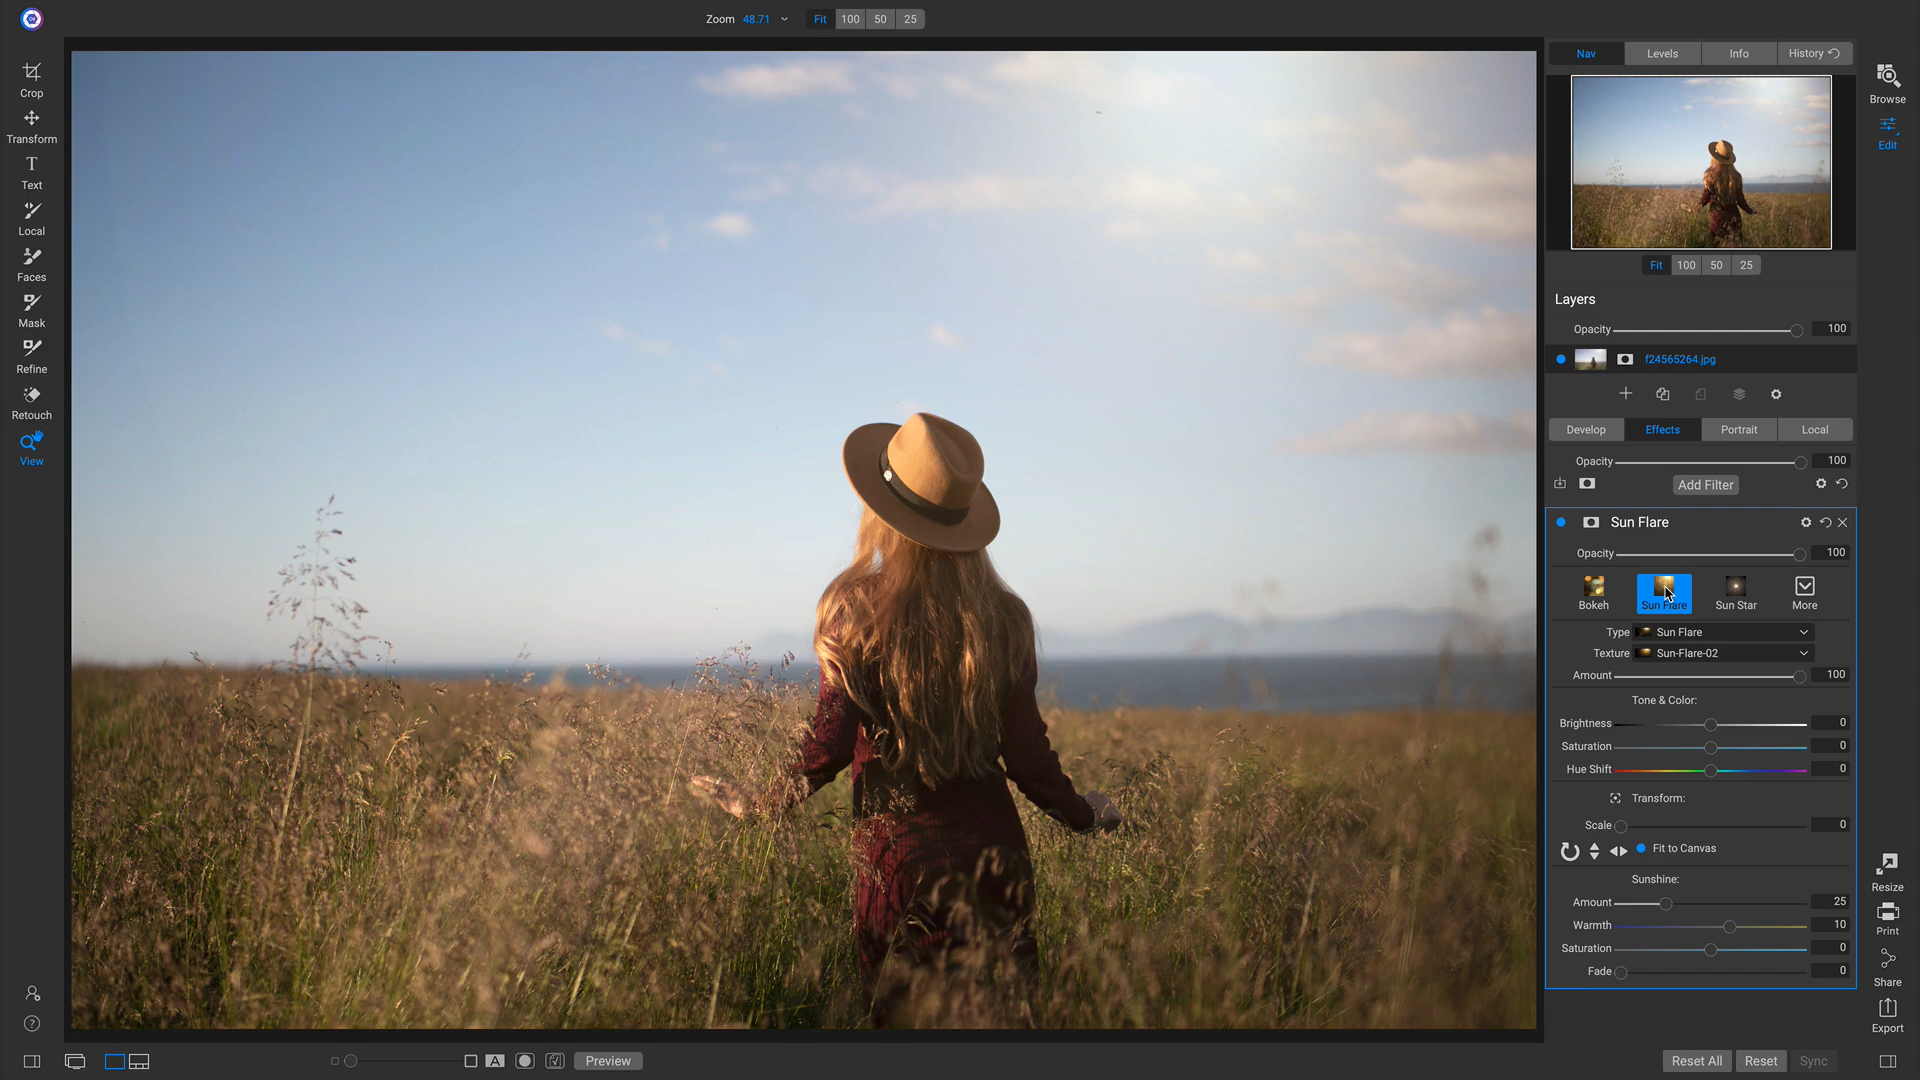 Zoom 48.71 Fit 100 50 25
Crop
Transform
Text
Local
Faces
Mask
Refine
Retouch
View
Nav Levels Info History
Fit 100 50 25
Layers
Opacity 100
f24565264.jpg
Develop Effects Portrait Local
Opacity 100
Add Filter
Sun Flare
Opacity 100
Bokeh Sun Flare Sun Star More
Type Sun Flare
Texture Sun-Flare-02
Amount 100
Tone & Color:
Brightness 0
Saturation 0
Hue Shift 0
Transform:
Scale 0
Fit to Canvas
Sunshine:
Amount 25
Warmth 10
Saturation 0
Fade 0
Browse
Edit
Resize
Print
Share
Export
A Preview
Reset All Reset Sync